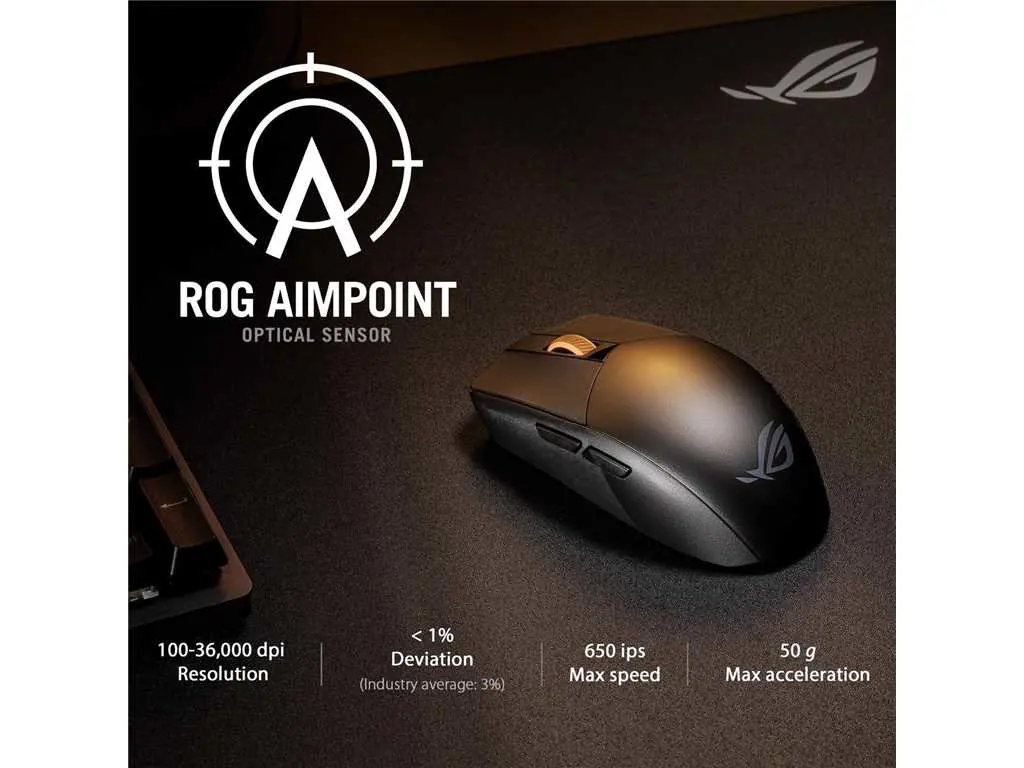 ROG AIMPOINT
OPTICAL SENSOR
100-36,000 dpi
Resolution
< 1%
Deviation
(Industry average: 3%)
650 ips
Max speed
50 g
Max acceleration